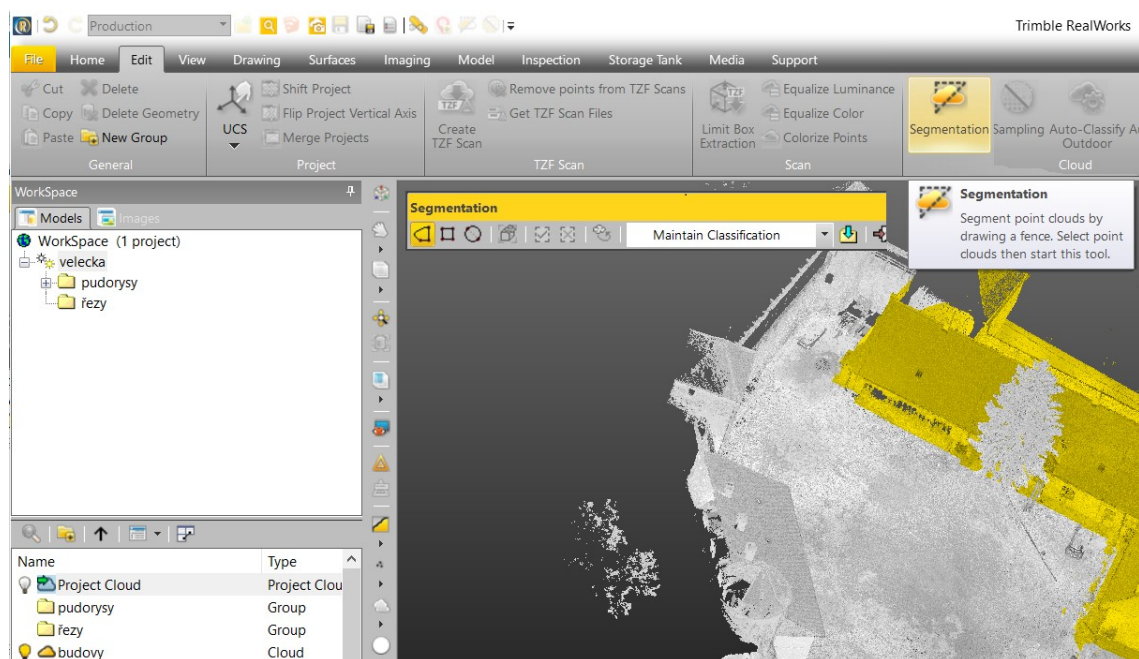 Production
Trimble RealWorks
File Home Edit View Drawing Surfaces Imaging Model Inspection Storage Tank Media Support
Cut Delete
Copy Delete Geometry
Paste New Group
General
UCS
Shift Project
Flip Project Vertical Axis
Merge Projects
Project
TZF
Create
TZF Scan
Remove points from TZF Scans
Get TZF Scan Files
TZF Scan
TZF
Limit Box
Extraction
Equalize Luminance
Equalize Color
Colorize Points
Scan
Segmentation Sampling Auto-Classify
Outdoor
Cloud
WorkSpace
Models Images
WorkSpace (1 project)
velecka
pudorysy
řezy
Segmentation
Maintain Classification
Segmentation
Segment point clouds by
drawing a fence. Select point
clouds then start this tool.
Name Type
Project Cloud Project Clou
pudorysy Group
řezy Group
budovy Cloud